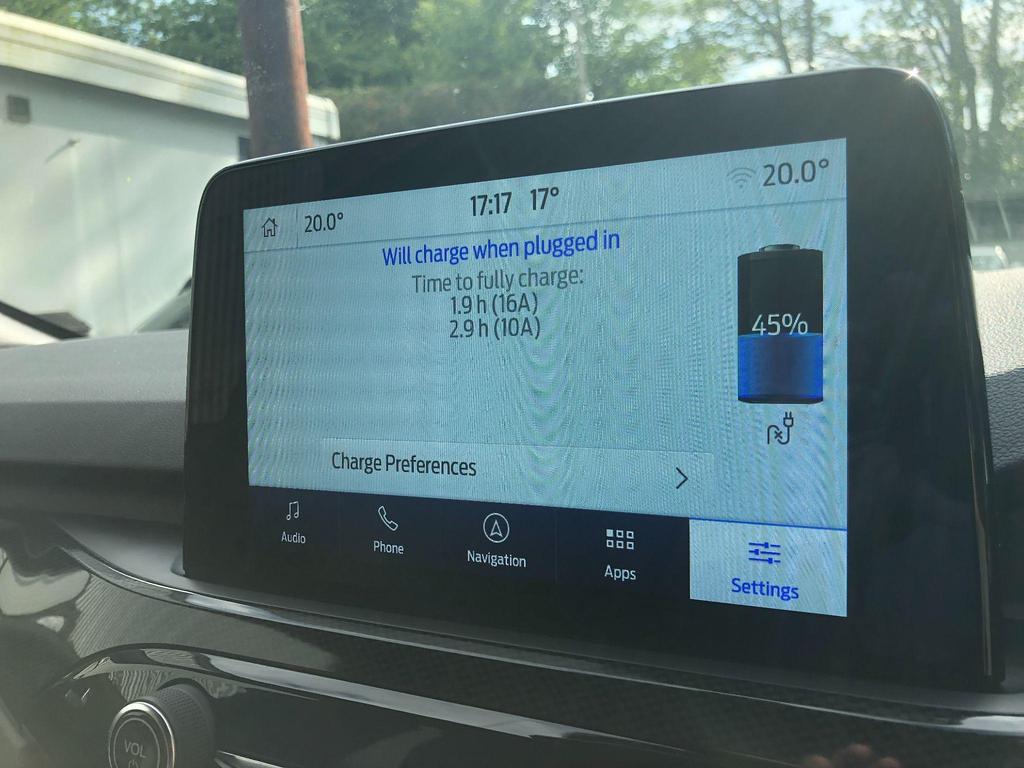 20.0° 17:17 17° 20.0°
Will charge when plugged in
Time to fully charge:
1.9 h (16A)
2.9 h (10A)
45%
Charge Preferences
Audio Phone Navigation Apps Settings
VOL